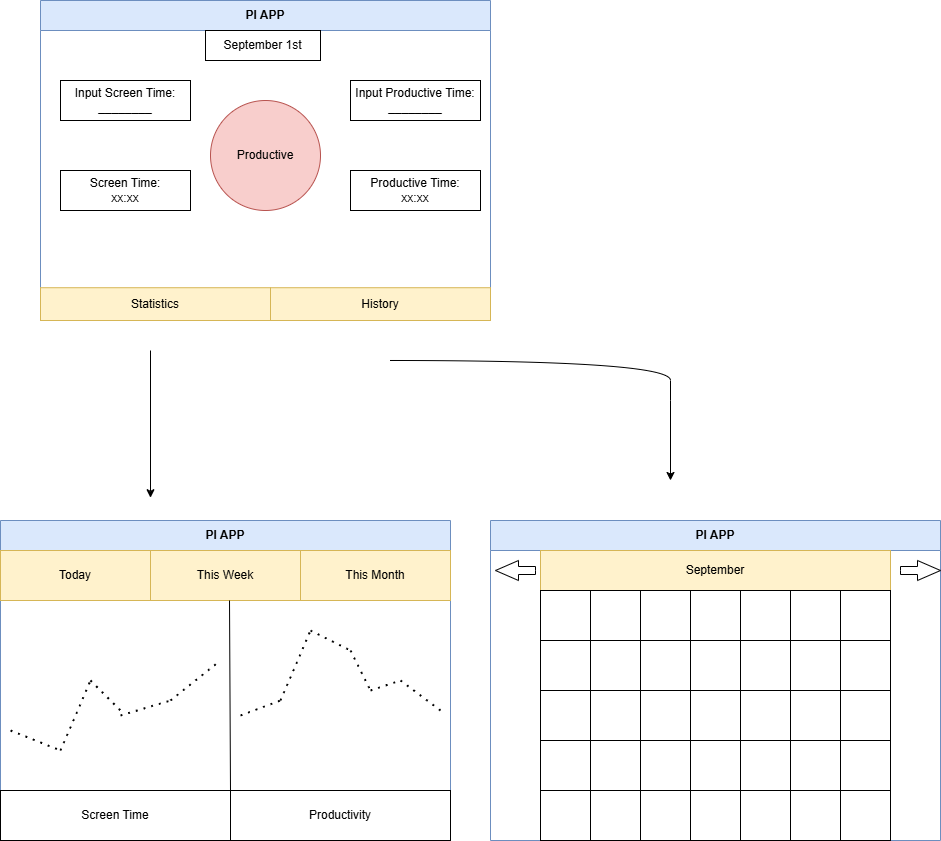 PI APP
September 1st
Input Screen Time:
________
Input Productive Time:
________
Productive
Screen Time:
xx:xx
Productive Time:
xx:xx
Statistics
History
PI APP
Today
This Week
This Month
Screen Time
Productivity
PI APP
September